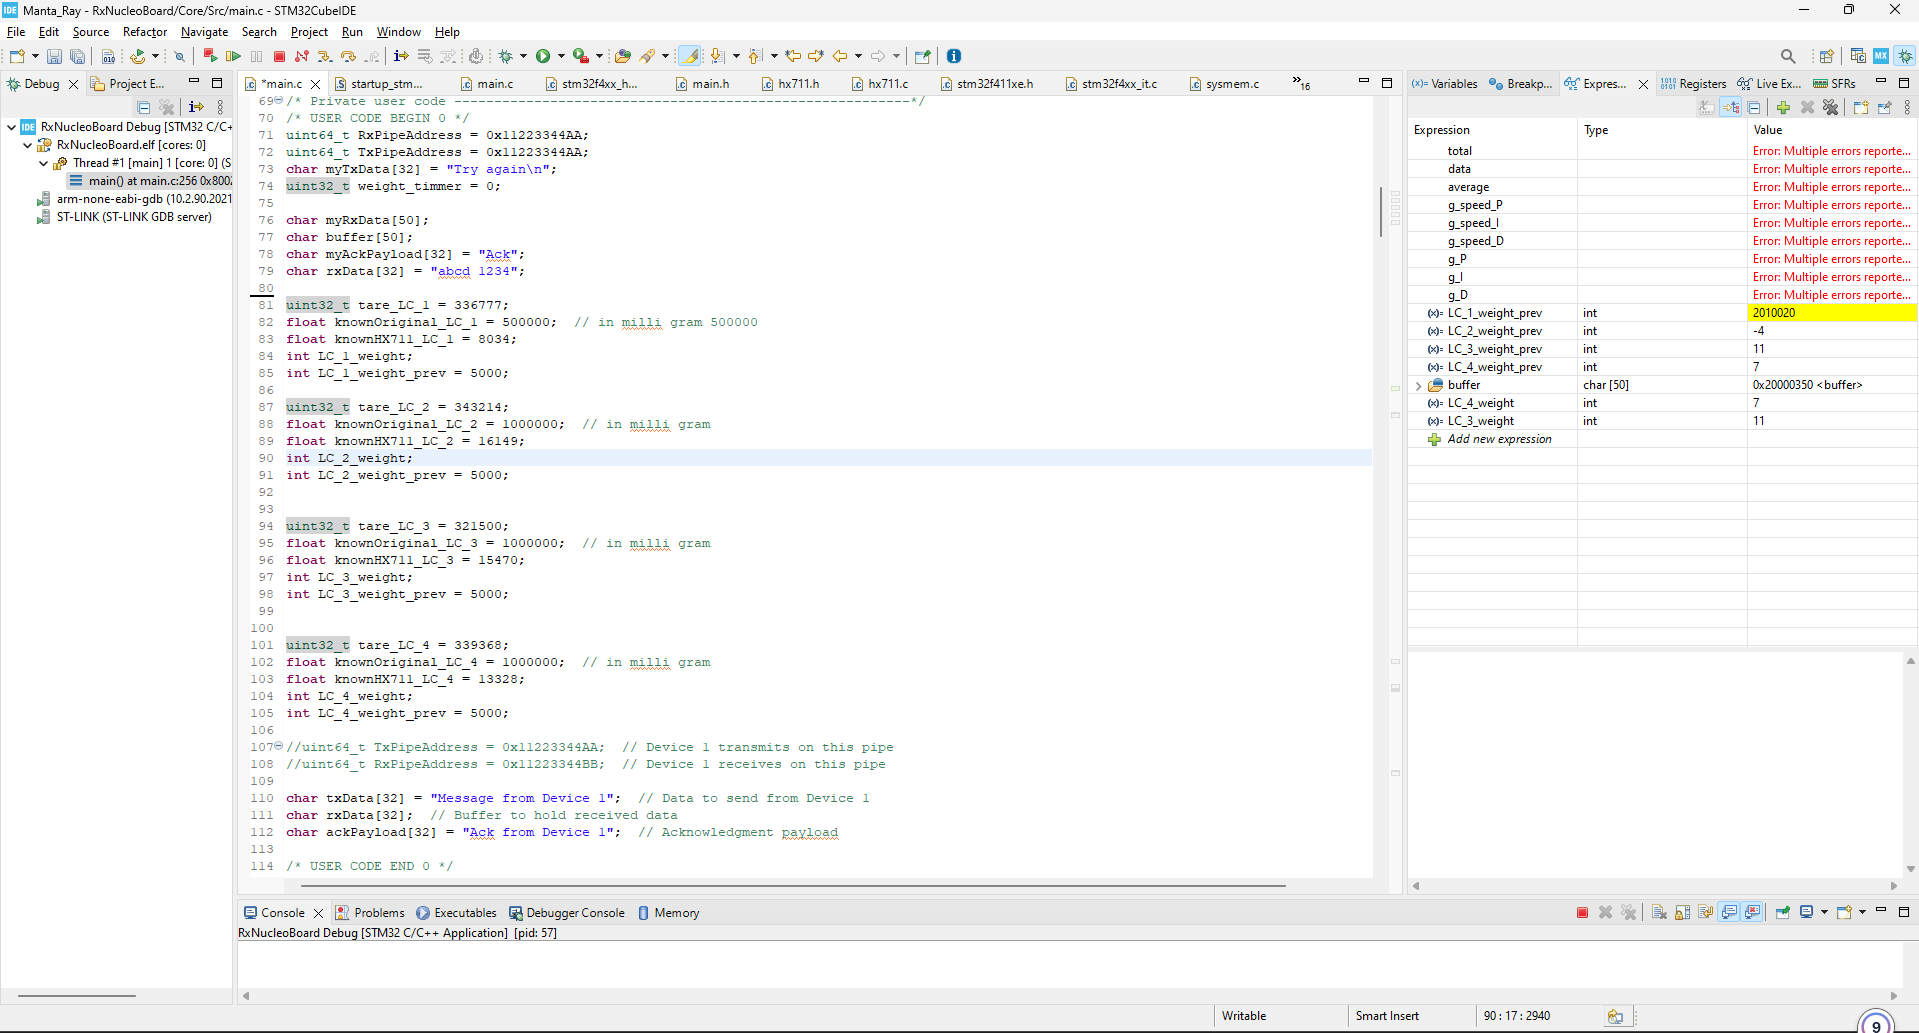 IDE Manta_Ray - RxNucleoBoard/Core/Src/main.c - STM32CubeIDE
File Edit Source Refactor Navigate Search Project Run Window Help
MX
Debug Project E...
*main.c startup_stm... main.c stm32f4xx_h... main.h hx711.h hx711.c stm32f411xe.h stm32f4xx_it.c sysmem.c »16
Variables Breakp... Expres... Registers Live Ex... SFRs
IDE RxNucleoBoard Debug [STM32 C/C+
RxNucleoBoard.elf [cores: 0]
Thread #1 [main] 1 [core: 0] (S
main() at main.c:256 0x8002
arm-none-eabi-gdb (10.2.90.2021
ST-LINK (ST-LINK GDB server)
69 /* Private user code ---------------------------------------------------------*/
70 /* USER CODE BEGIN 0 */
71 uint64_t RxPipeAddress = 0x11223344AA;
72 uint64_t TxPipeAddress = 0x11223344AA;
73 char myTxData[32] = "Try again\n";
74 uint32_t weight_timmer = 0;
75
76 char myRxData[50];
77 char buffer[50];
78 char myAckPayload[32] = "Ack";
79 char rxData[32] = "abcd 1234";
80
81 uint32_t tare_LC_1 = 336777;
82 float knownOriginal_LC_1 = 500000;  // in milli gram 500000
83 float knownHX711_LC_1 = 8034;
84 int LC_1_weight;
85 int LC_1_weight_prev = 5000;
86
87 uint32_t tare_LC_2 = 343214;
88 float knownOriginal_LC_2 = 1000000;  // in milli gram
89 float knownHX711_LC_2 = 16149;
90 int LC_2_weight;
91 int LC_2_weight_prev = 5000;
92
93
94 uint32_t tare_LC_3 = 321500;
95 float knownOriginal_LC_3 = 1000000;  // in milli gram
96 float knownHX711_LC_3 = 15470;
97 int LC_3_weight;
98 int LC_3_weight_prev = 5000;
99
100
101 uint32_t tare_LC_4 = 339368;
102 float knownOriginal_LC_4 = 1000000;  // in milli gram
103 float knownHX711_LC_4 = 13328;
104 int LC_4_weight;
105 int LC_4_weight_prev = 5000;
106
107 //uint64_t TxPipeAddress = 0x11223344AA;  // Device 1 transmits on this pipe
108 //uint64_t RxPipeAddress = 0x11223344BB;  // Device 1 receives on this pipe
109
110 char txData[32] = "Message from Device 1";  // Data to send from Device 1
111 char rxData[32];  // Buffer to hold received data
112 char ackPayload[32] = "Ack from Device 1";  // Acknowledgment payload
113
114 /* USER CODE END 0 */
Expression Type Value
total Error: Multiple errors reporte...
data Error: Multiple errors reporte...
average Error: Multiple errors reporte...
g_speed_P Error: Multiple errors reporte...
g_speed_I Error: Multiple errors reporte...
g_speed_D Error: Multiple errors reporte...
g_P Error: Multiple errors reporte...
g_I Error: Multiple errors reporte...
g_D Error: Multiple errors reporte...
(x)= LC_1_weight_prev int 2010020
(x)= LC_2_weight_prev int -4
(x)= LC_3_weight_prev int 11
(x)= LC_4_weight_prev int 7
buffer char [50] 0x20000350 <buffer>
(x)= LC_4_weight int 7
(x)= LC_3_weight int 11
Add new expression
Console Problems Executables Debugger Console Memory
RxNucleoBoard Debug [STM32 C/C++ Application] [pid: 57]
Writable Smart Insert 90 : 17 : 2940
9